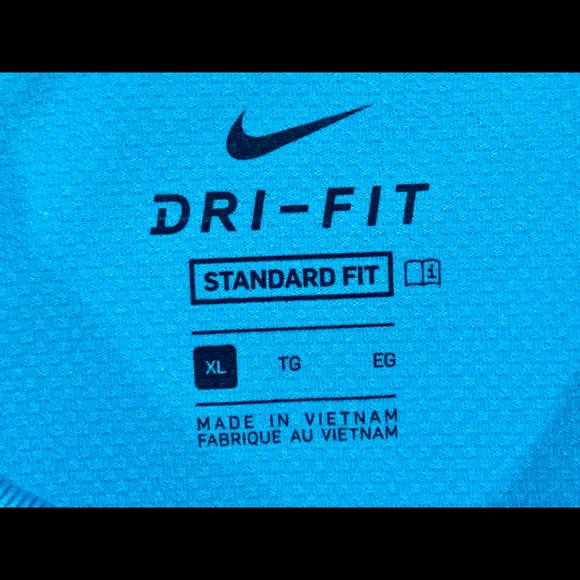 DRI-FIT
STANDARD FIT
XL TG EG
MADE IN VIETNAM
FABRIQUE AU VIETNAM